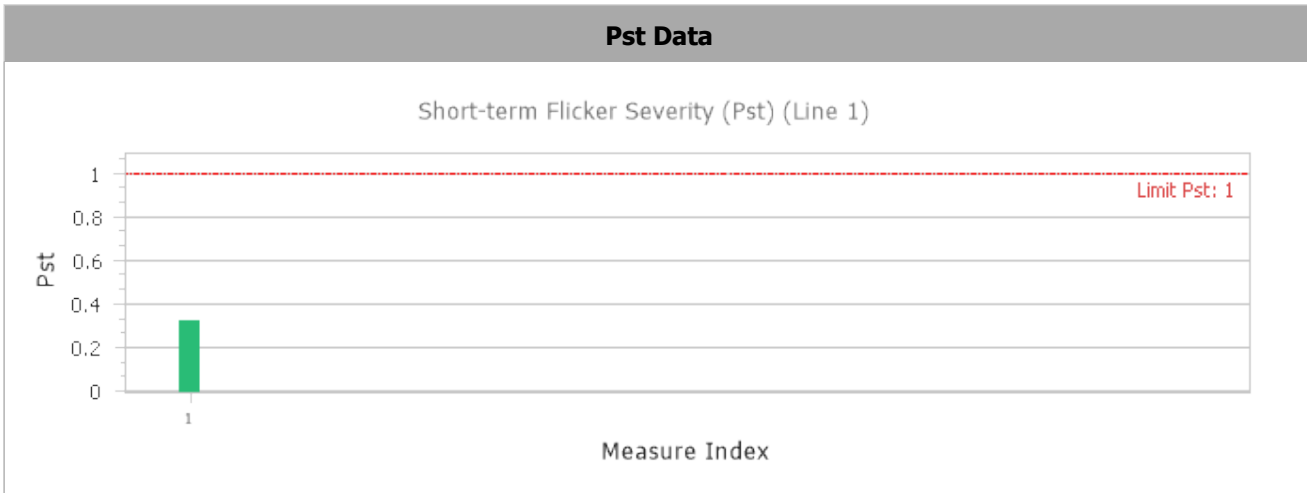 Pst Data
Short-term Flicker Severity (Pst) (Line 1)
1
Limit Pst: 1
0.8
0.6
Pst
0.4
0.2
0
1
Measure Index